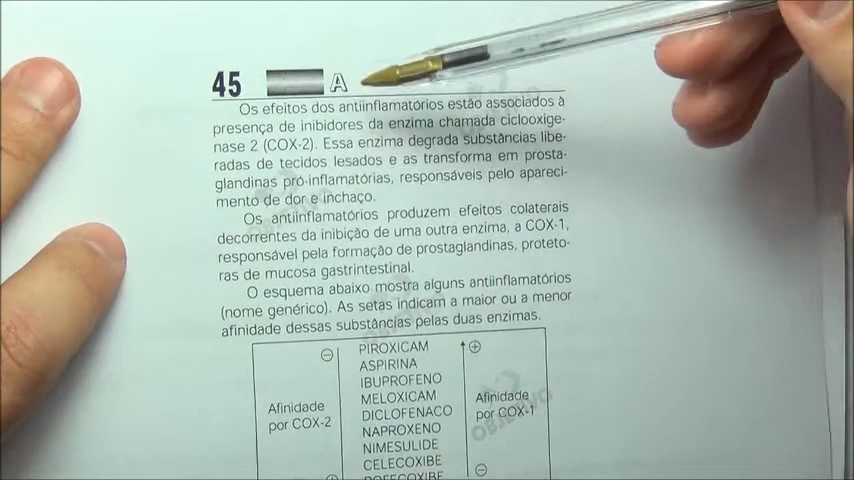 45 A
Os efeitos dos antiinflamatórios estão associados à
presença de inibidores da enzima chamada ciclooxige-
nase 2 (COX-2). Essa enzima degrada substâncias libe-
radas de tecidos lesados e as transforma em prosta-
glandinas pró-inflamatórias, responsáveis pelo apareci-
mento de dor e inchaço.
Os antiinflamatórios produzem efeitos colaterais
decorrentes da inibição de uma outra enzima, a COX-1,
responsável pela formação de prostaglandinas, proteto-
ras de mucosa gastrintestinal.
O esquema abaixo mostra alguns antiinflamatórios
(nome genérico). As setas indicam a maior ou a menor
afinidade dessas substâncias pelas duas enzimas.
Afinidade
por COX-2
PIROXICAM
ASPIRINA
IBUPROFENO
MELOXICAM
DICLOFENACO
NAPROXENO
NIMESULIDE
CELECOXIBE
ROFECOXIBE
Afinidade
por COX-1
OBJETIVO